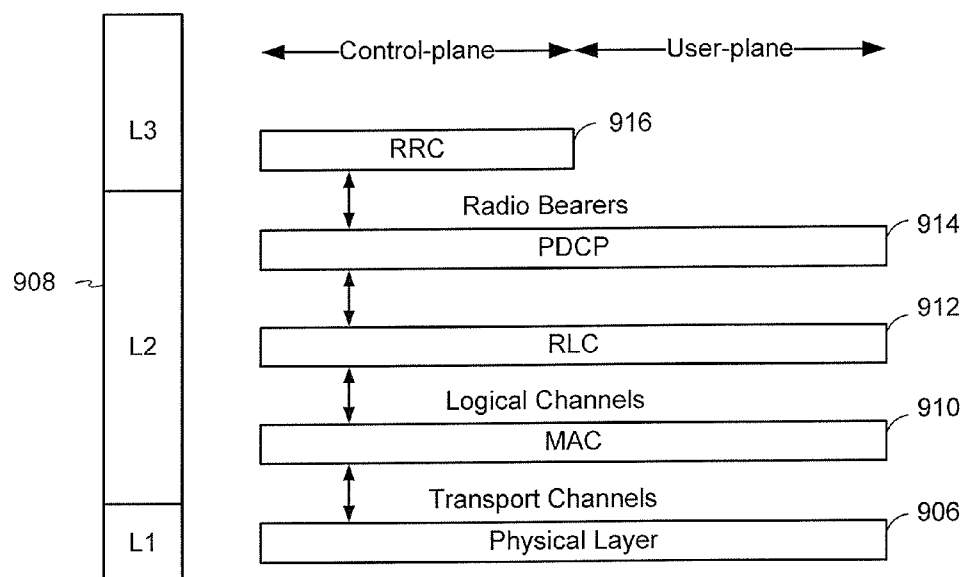 Control-plane
User-plane
L3
916
RRC
Radio Bearers
914
PDCP
908
912
L2
RLC
Logical Channels
910
MAC
Transport Channels
906
L1
Physical Layer